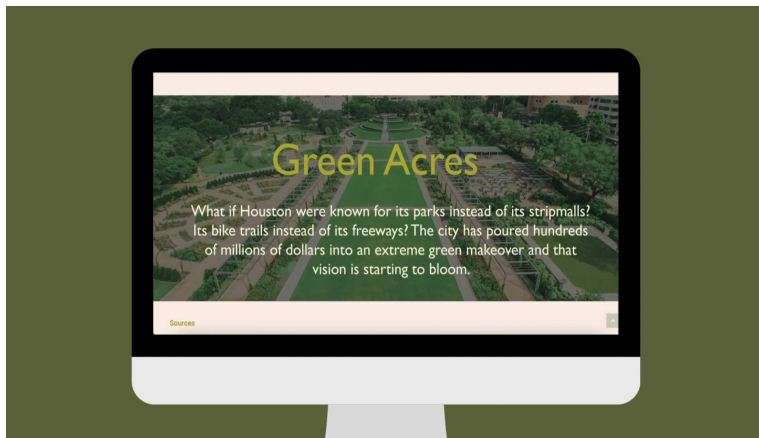 Green Acres
What if Houston were known for its parks instead of its stripmalls?
Its bike trails instead of its freeways? The city has poured hundreds
of millions of dollars into an extreme green makeover and that
vision is starting to bloom.
Sources